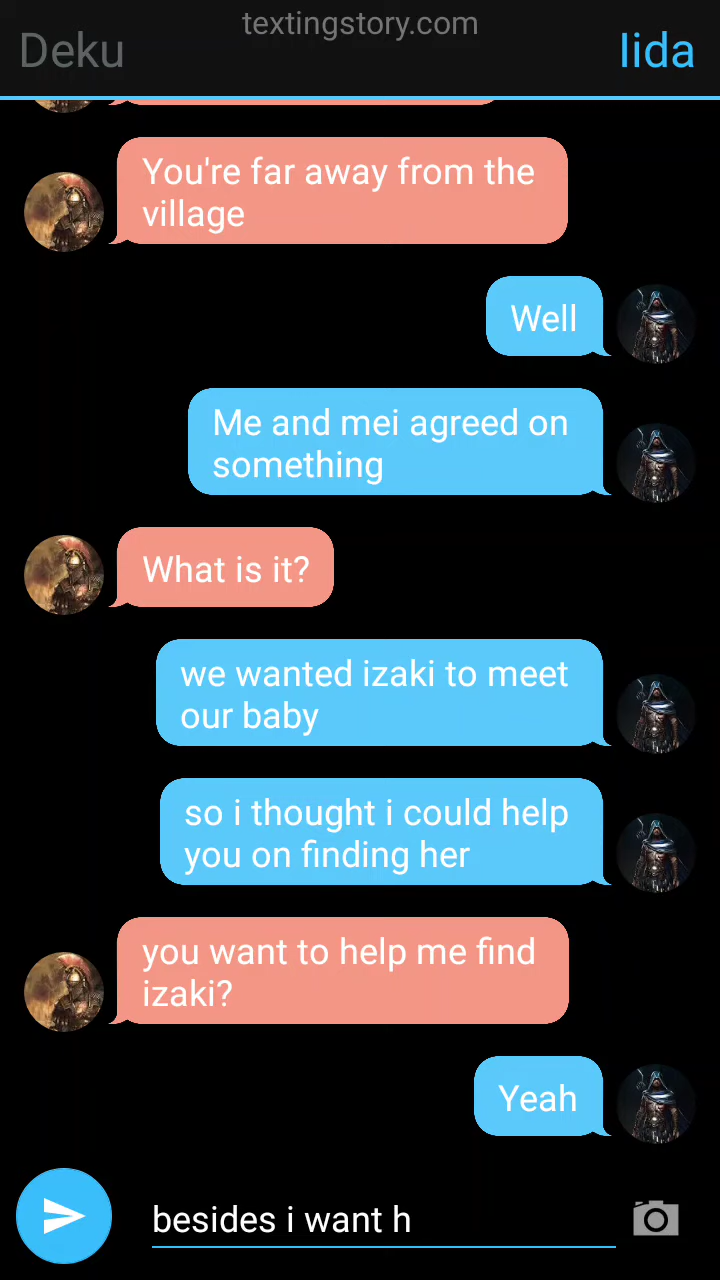 textingstory.com
Deku
Iida
You're far away from the
village
Well
Me and mei agreed on
something
What is it?
we wanted izaki to meet
our baby
so i thought i could help
you on finding her
you want to help me find
izaki?
Yeah
besides i want h